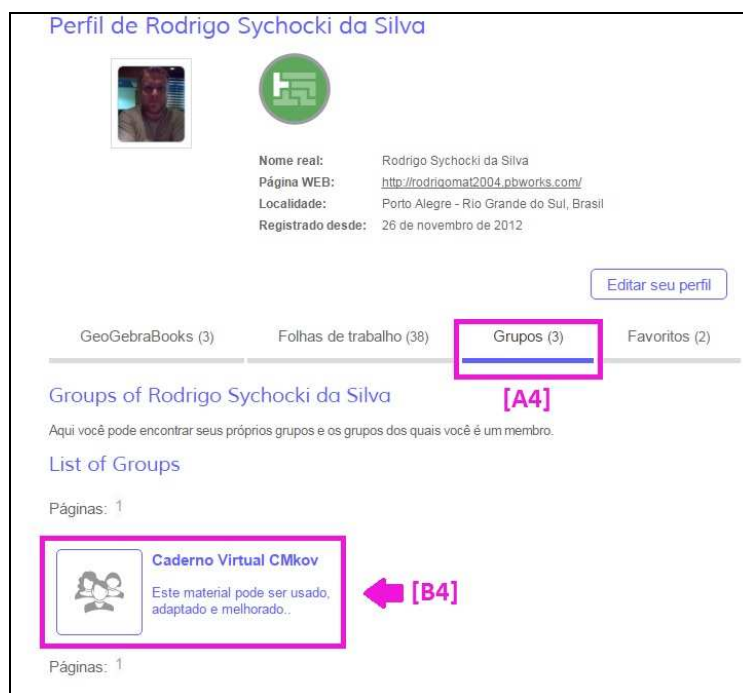 Perfil de Rodrigo Sychocki da Silva
Nome real: Rodrigo Sychocki da Silva
Página WEB: http://rodrigomat2004.pbworks.com/
Localidade: Porto Alegre - Rio Grande do Sul, Brasil
Registrado desde: 26 de novembro de 2012
Editar seu perfil
GeoGebraBooks (3) Folhas de trabalho (38) Grupos (3) Favoritos (2)
[A4]
Groups of Rodrigo Sychocki da Silva
Aqui você pode encontrar seus próprios grupos e os grupos dos quais você é um membro.
List of Groups
Páginas: 1
Caderno Virtual CMkov
Este material pode ser usado,
adaptado e melhorado..
[B4]
Páginas: 1